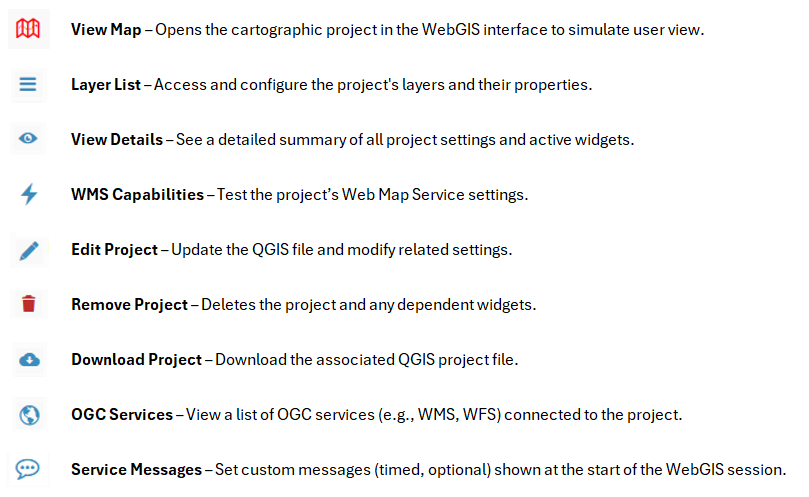 View Map – Opens the cartographic project in the WebGIS interface to simulate user view.
Layer List – Access and configure the project's layers and their properties.
View Details – See a detailed summary of all project settings and active widgets.
WMS Capabilities – Test the project’s Web Map Service settings.
Edit Project – Update the QGIS file and modify related settings.
Remove Project – Deletes the project and any dependent widgets.
Download Project – Download the associated QGIS project file.
OGC Services – View a list of OGC services (e.g., WMS, WFS) connected to the project.
Service Messages – Set custom messages (timed, optional) shown at the start of the WebGIS session.